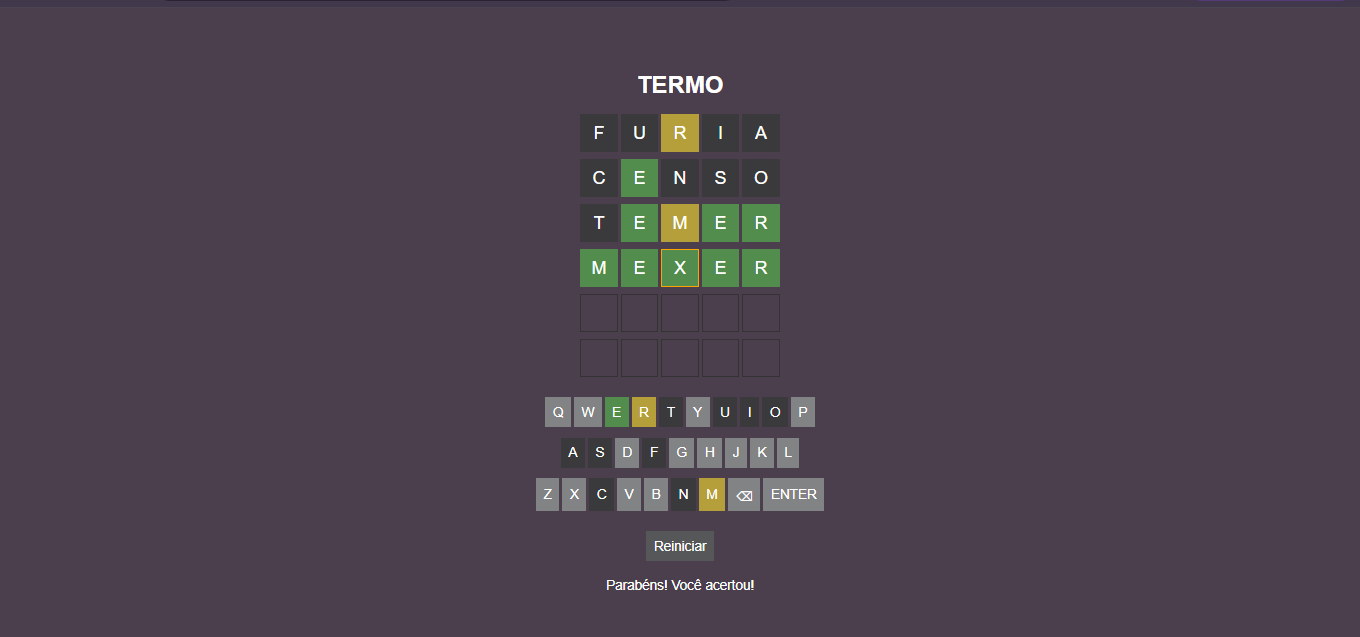 TERMO
F U R I A
C E N S O
T E M E R
M E X E R
Q W E R T Y U I O P
A S D F G H J K L
Z X C V B N M ⌫ ENTER
Reiniciar
Parabéns! Você acertou!